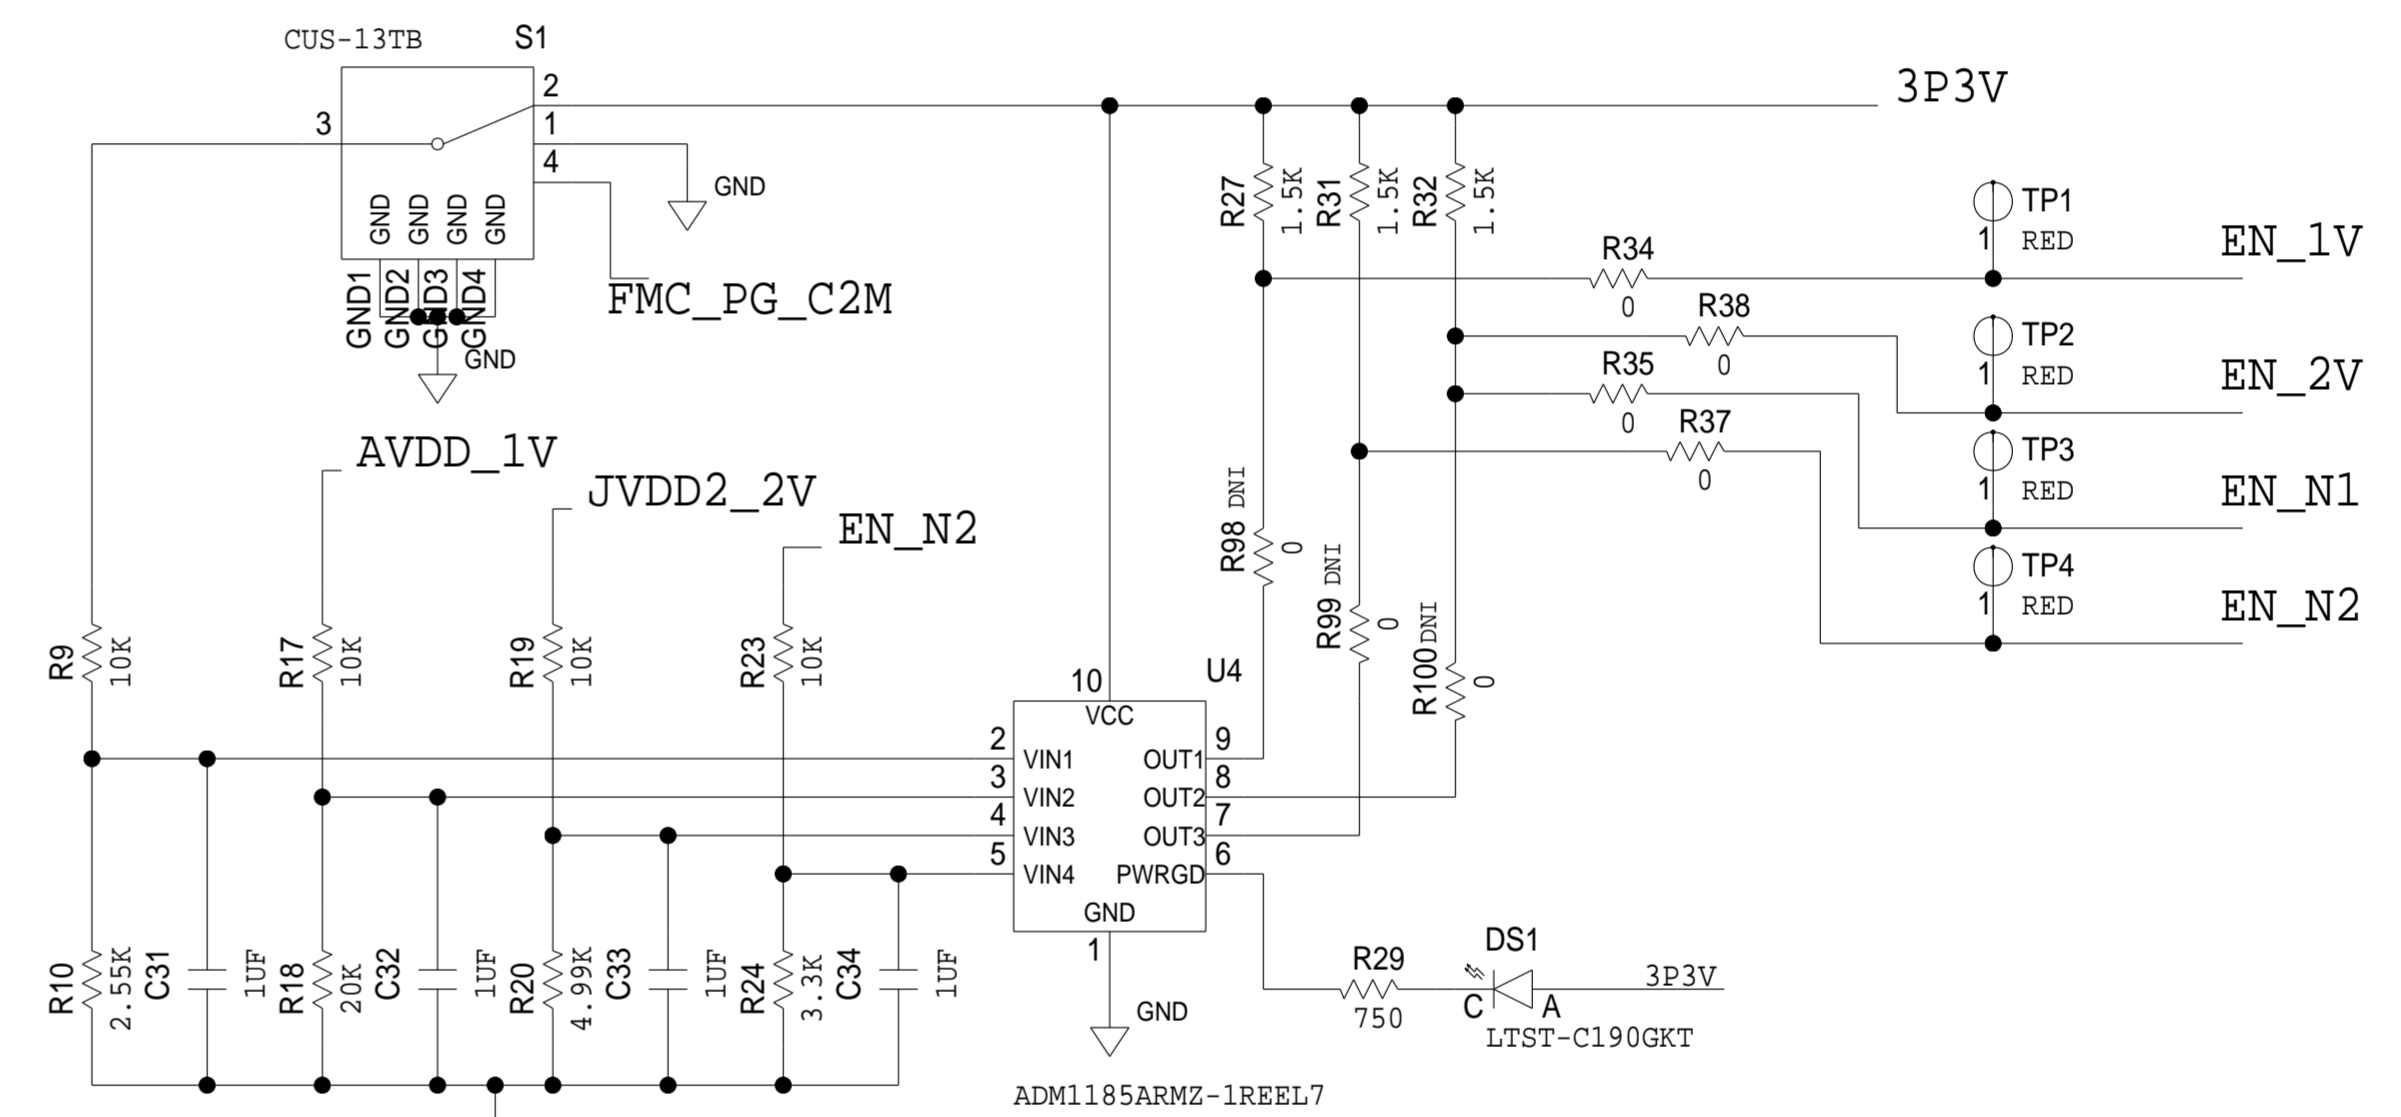 CUS-13TB
S1
2
3
1
4
GND
GND
GND
GND
GND
GND1
GND2
GND3
GND4
GND
FMC_PG_C2M
3P3V
R27
1.5K
R31
1.5K
R32
1.5K
TP1
1
RED
EN_1V
R34
0
R38
0
TP2
1
RED
EN_2V
R35
0
R37
0
TP3
1
RED
EN_N1
TP4
1
RED
EN_N2
AVDD_1V
JVDD2_2V
EN_N2
R98
DNI
0
R99
DNI
0
R100
DNI
0
R9
10K
R17
10K
R19
10K
R23
10K
U4
10
VCC
2
VIN1
OUT1
9
3
VIN2
OUT2
8
4
VIN3
OUT3
7
5
VIN4
PWRGD
6
GND
1
GND
R10
2.55K
C31
1UF
R18
20K
C32
1UF
R20
4.99K
C33
1UF
R24
3.3K
C34
1UF
R29
750
DS1
C
A
3P3V
LTST-C190GKT
ADM1185ARMZ-1REEL7